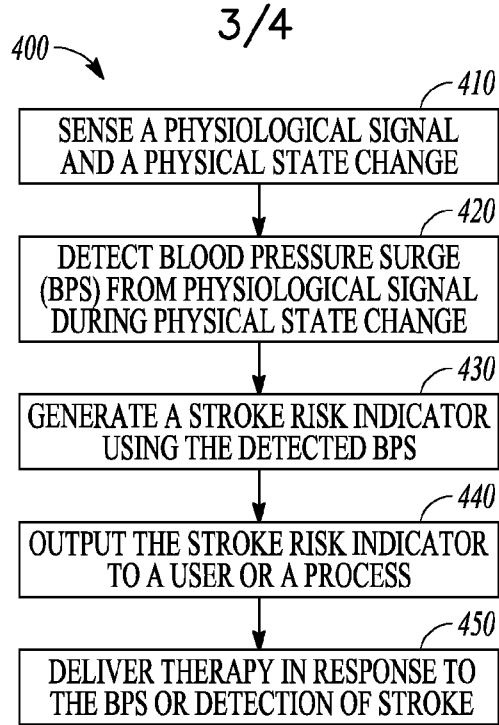 3/4
400
410
SENSE A PHYSIOLOGICAL SIGNAL
AND A PHYSICAL STATE CHANGE
420
DETECT BLOOD PRESSURE SURGE
(BPS) FROM PHYSIOLOGICAL SIGNAL
DURING PHYSICAL STATE CHANGE
430
GENERATE A STROKE RISK INDICATOR
USING THE DETECTED BPS
440
OUTPUT THE STROKE RISK INDICATOR
TO A USER OR A PROCESS
450
DELIVER THERAPY IN RESPONSE TO
THE BPS OR DETECTION OF STROKE